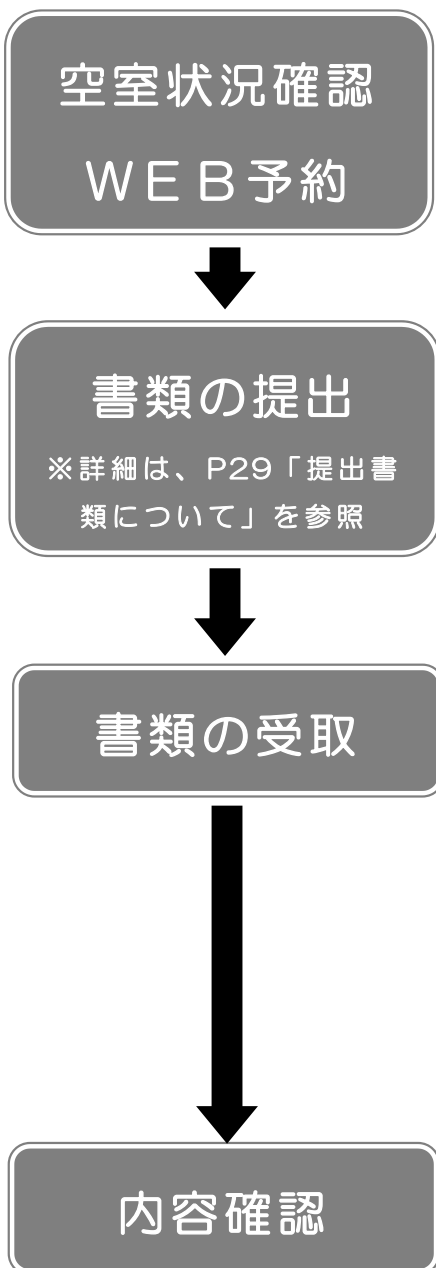 空室状況確認
ＷＥＢ予約
書類の提出
※詳細は、P29「提出書
類について」を参照
書類の受取
内容確認